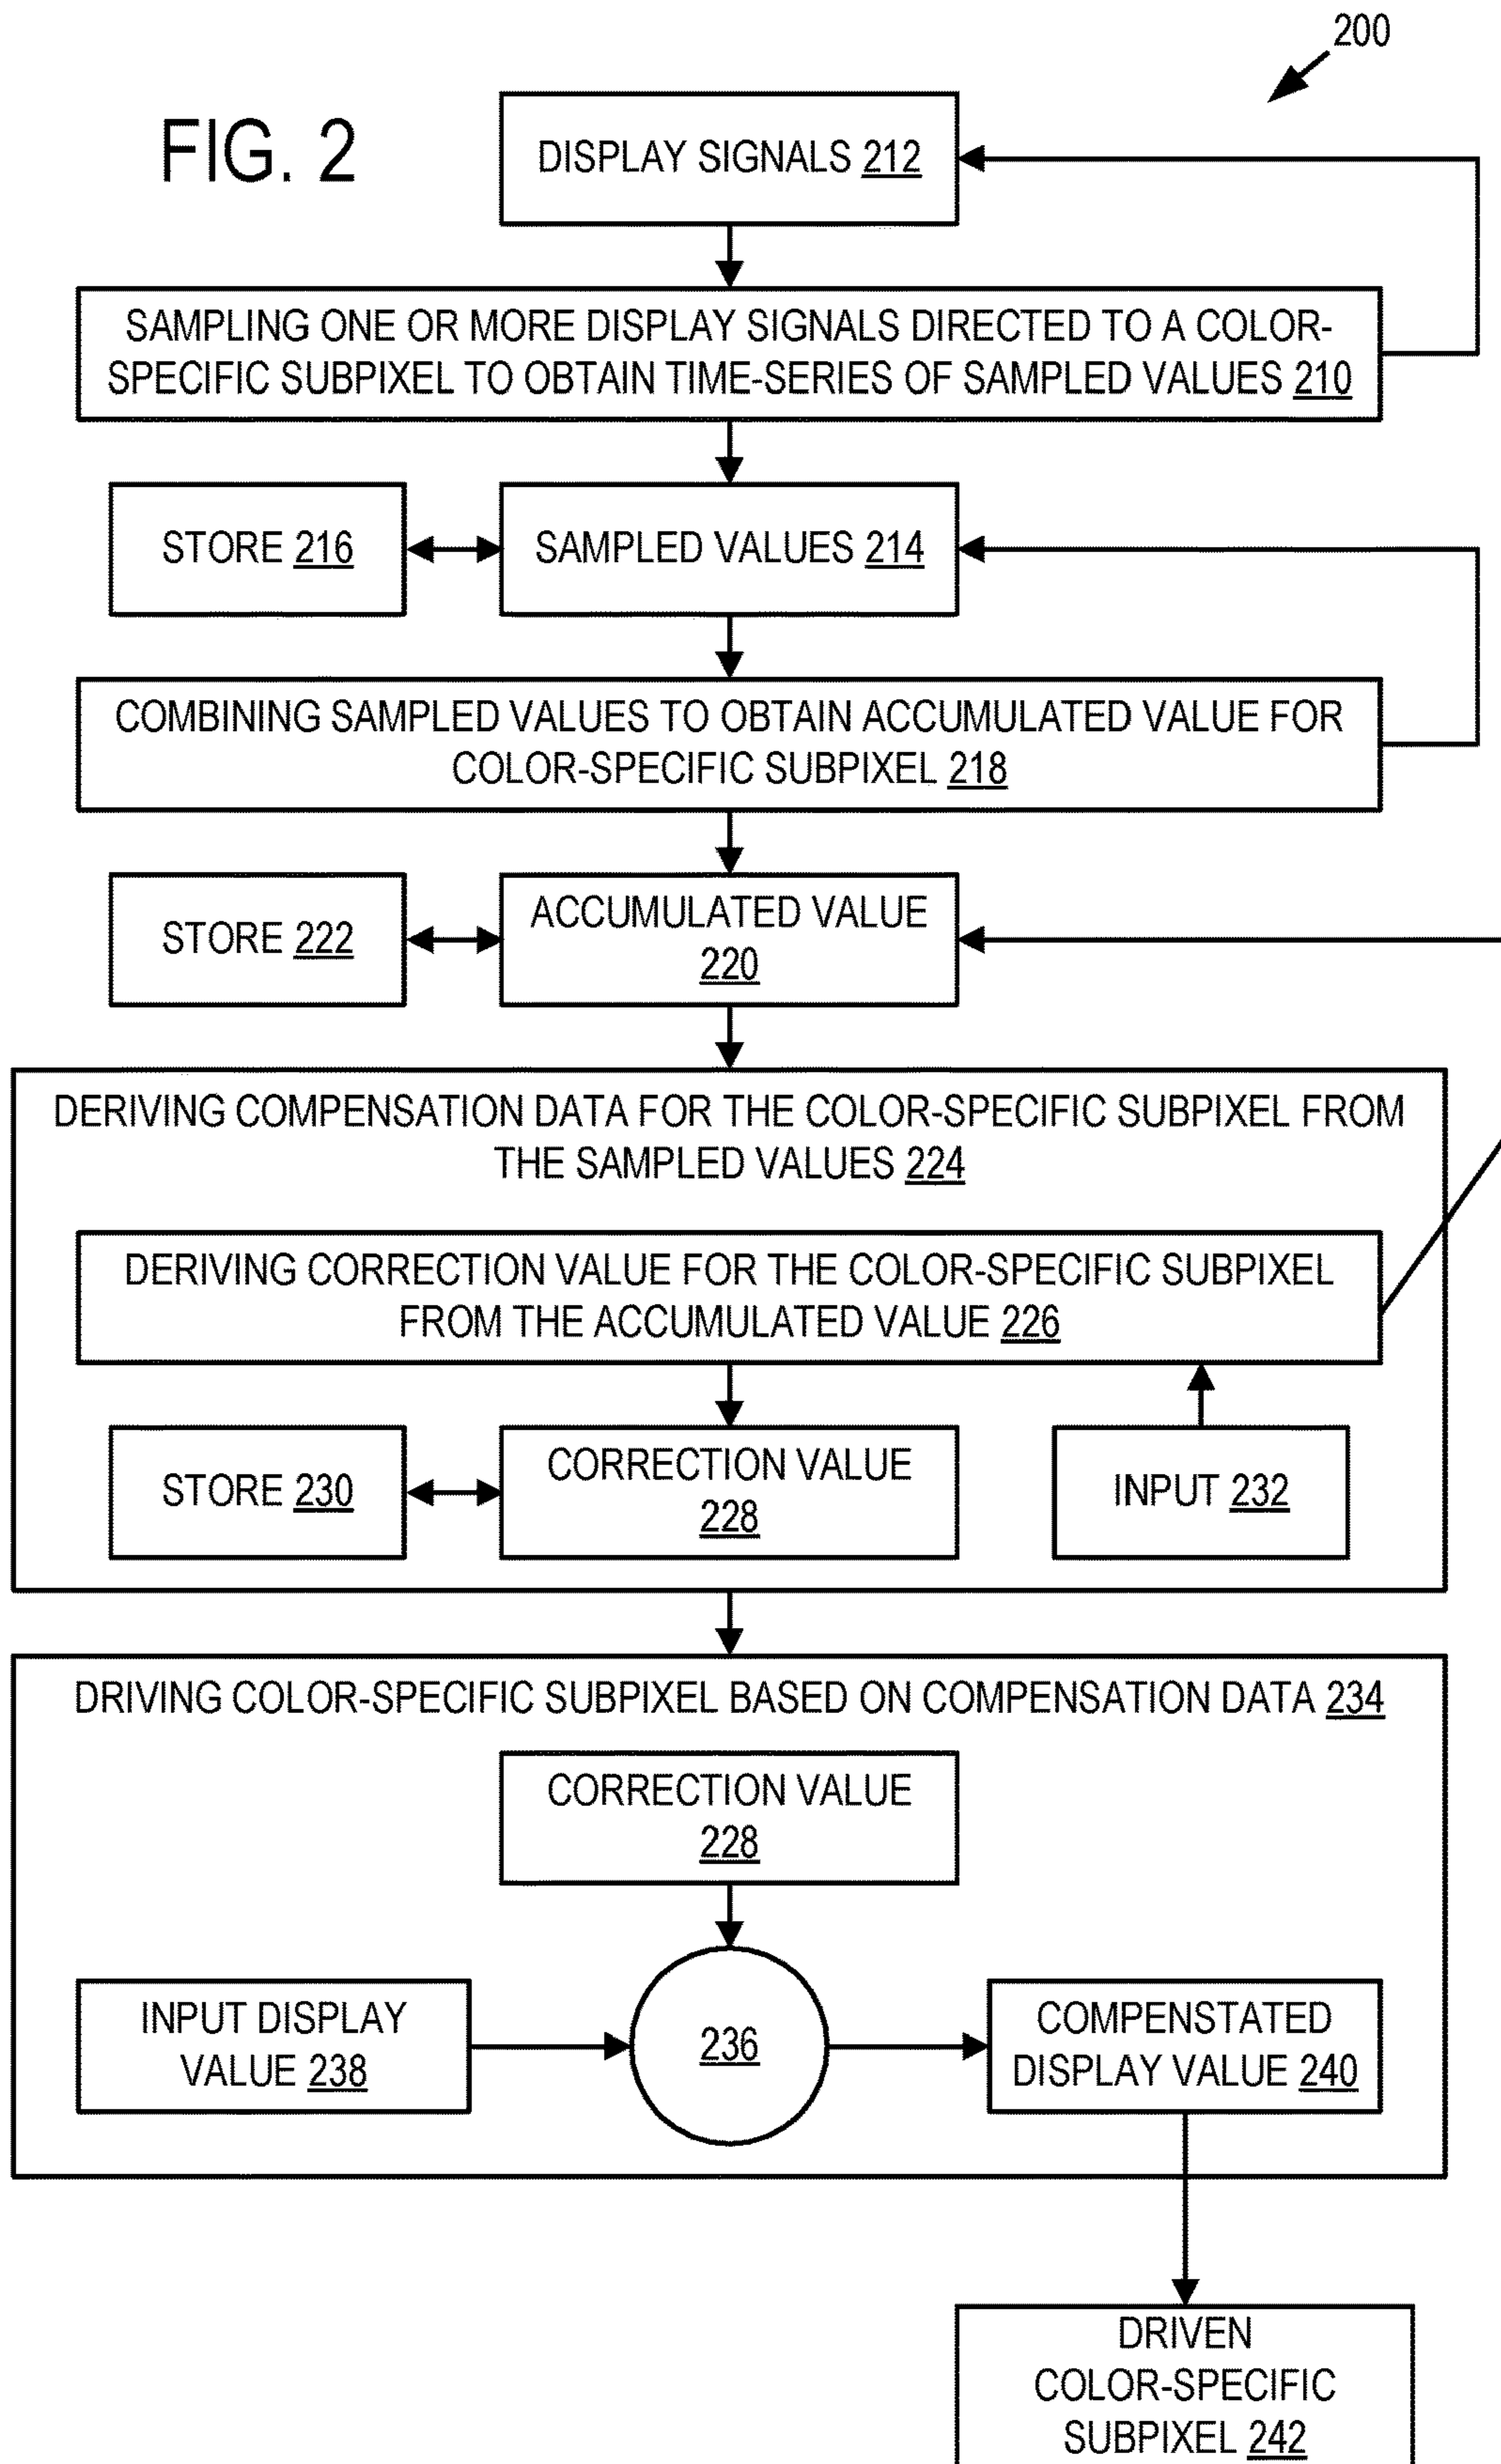 200
FIG. 2
DISPLAY SIGNALS 212
SAMPLING ONE OR MORE DISPLAY SIGNALS DIRECTED TO A COLOR-
SPECIFIC SUBPIXEL TO OBTAIN TIME-SERIES OF SAMPLED VALUES 210
STORE 216
SAMPLED VALUES 214
COMBINING SAMPLED VALUES TO OBTAIN ACCUMULATED VALUE FOR
COLOR-SPECIFIC SUBPIXEL 218
STORE 222
ACCUMULATED VALUE
220
DERIVING COMPENSATION DATA FOR THE COLOR-SPECIFIC SUBPIXEL FROM
THE SAMPLED VALUES 224
DERIVING CORRECTION VALUE FOR THE COLOR-SPECIFIC SUBPIXEL
FROM THE ACCUMULATED VALUE 226
STORE 230
CORRECTION VALUE
228
INPUT 232
DRIVING COLOR-SPECIFIC SUBPIXEL BASED ON COMPENSATION DATA 234
CORRECTION VALUE
228
INPUT DISPLAY
VALUE 238
236
COMPENSTATED
DISPLAY VALUE 240
DRIVEN
COLOR-SPECIFIC
SUBPIXEL 242